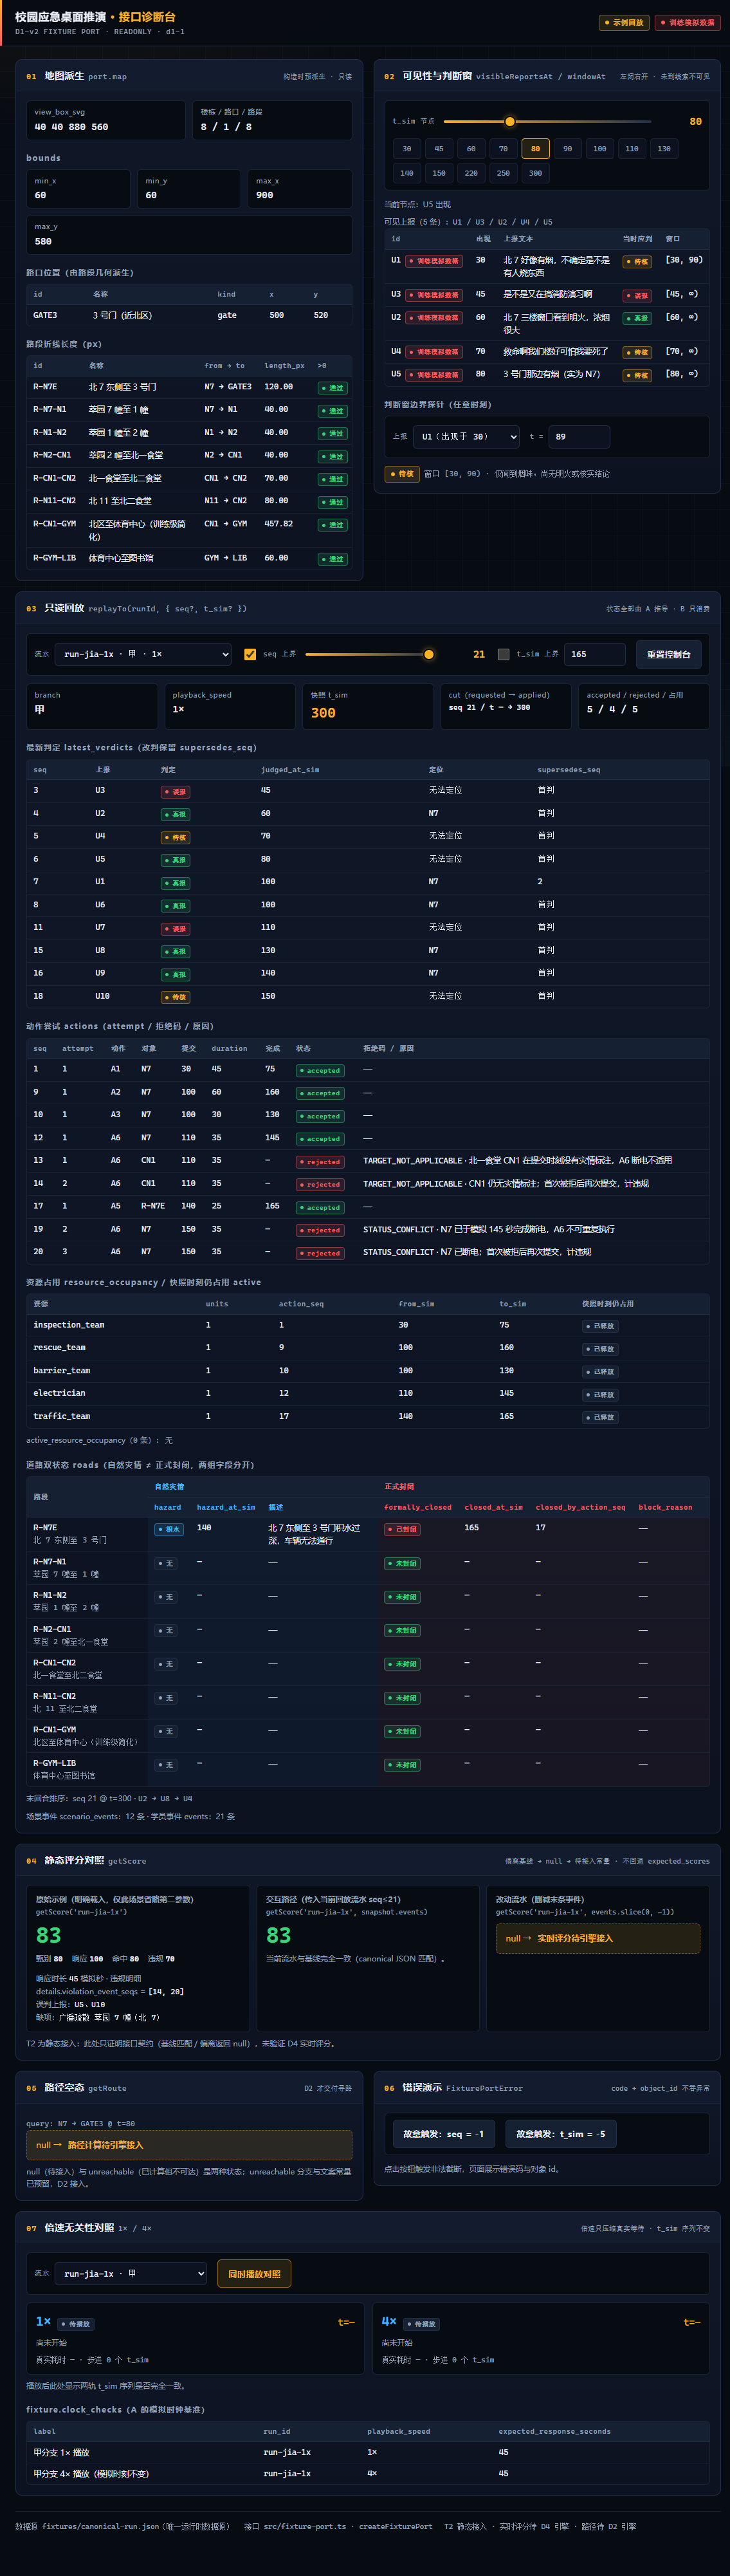 校园应急桌面推演 · 接口诊断台
D1-v2 FIXTURE PORT · READONLY · d1-1
示例回放 训练模拟数据
01 地图派生 port.map 构造时预派生 · 只读
view_box_svg
40 40 880 560
楼栋 / 路口 / 路段
8 / 1 / 8
bounds
min_x
60
min_y
60
max_x
900
max_y
580
路口位置 (由路段几何派生)
id 名称 kind x y
GATE3 3 号门 (近北区) gate 500 520
路段折线长度 (px)
id 名称 from → to length_px >0
R-N7E 北 7 东侧至 3 号门 N7 → GATE3 120.00 通过
R-N7-N1 萃园 7 幢至 1 幢 N7 → N1 40.00 通过
R-N1-N2 萃园 1 幢至 2 幢 N1 → N2 40.00 通过
R-N2-CN1 萃园 2 幢至北一食堂 N2 → CN1 40.00 通过
R-CN1-CN2 北一食堂至北二食堂 CN1 → CN2 70.00 通过
R-N11-CN2 北 11 至北二食堂 N11 → CN2 80.00 通过
R-CN1-GYM 北区至体育中心 (训练级简化) CN1 → GYM 457.82 通过
R-GYM-LIB 体育中心至图书馆 GYM → LIB 60.00 通过
02 可见性与判断窗 visibleReportsAt / windowAt 左闭右开 · 未到线索不可见
t_sim 节点 80
30 45 60 70 80 90 100 110 130
140 150 220 250 300
当前节点: U5 出现
可见上报 (5 条): U1 / U3 / U2 / U4 / U5
id 出现 上报文本 当时应判 窗口
U1 训练模拟数据 30 北 7 好像有烟, 不确定是不是有人烧东西 待核 [30, 90)
U3 训练模拟数据 45 是不是又在搞消防演习啊 误报 [45, ∞)
U2 训练模拟数据 60 北 7 三楼窗口看到明火, 浓烟很大 真报 [60, ∞)
U4 训练模拟数据 70 救命啊我们楼好可怕我要死了 待核 [70, ∞)
U5 训练模拟数据 80 3 号门那边有烟 (实为 N7) 待核 [80, ∞)
判断窗边界探针 (任意时刻)
上报 U1 (出现于 30) t = 89
待核 窗口 [30, 90) · 仍闻到烟味, 尚无明火或核实结论
03 只读回放 replayTo(runId, { seq?, t_sim? }) 状态全部由 A 推导 · B 只消费
流水 run-jia-1x · 甲 · 1× seq 上界 21 t_sim 上界 165 重置控制台
branch
甲
playback_speed
1×
快照 t_sim
300
cut (requested → applied)
seq 21 / t — → 300
accepted / rejected / 占用
5 / 4 / 5
最新判定 latest_verdicts (改判保留 supersedes_seq)
seq 上报 判定 judged_at_sim 定位 supersedes_seq
3 U3 误报 45 无法定位 首判
4 U2 真报 60 N7 首判
5 U4 待核 70 无法定位 首判
6 U5 真报 80 无法定位 首判
7 U1 真报 100 N7 2
8 U6 真报 100 N7 首判
11 U7 误报 110 无法定位 首判
15 U8 真报 130 N7 首判
16 U9 真报 140 N7 首判
18 U10 待核 150 无法定位 首判
动作尝试 actions (attempt / 拒绝码 / 原因)
seq attempt 动作 对象 提交 duration 完成 状态 拒绝码 / 原因
1 1 A1 N7 30 45 75 accepted —
9 1 A2 N7 100 60 160 accepted —
10 1 A3 N7 100 30 130 accepted —
12 1 A6 N7 110 35 145 accepted —
13 1 A6 CN1 110 35 — rejected TARGET_NOT_APPLICABLE · 北一食堂 CN1 在提交时刻没有灾情标注, A6 断电不适用
14 2 A6 CN1 110 35 — rejected TARGET_NOT_APPLICABLE · CN1 仍无灾情标注; 首次被拒后再次提交, 计违规
17 1 A5 R-N7E 140 25 165 accepted —
19 2 A6 N7 150 35 — rejected STATUS_CONFLICT · N7 已于模拟 145 秒完成断电, A6 不可重复执行
20 3 A6 N7 150 35 — rejected STATUS_CONFLICT · N7 已断电; 首次被拒后再次提交, 计违规
资源占用 resource_occupancy / 快照时刻仍占用 active
资源 units action_seq from_sim to_sim 快照时刻仍占用
inspection_team 1 1 30 75 已释放
rescue_team 1 9 100 160 已释放
barrier_team 1 10 100 130 已释放
electrician 1 12 110 145 已释放
traffic_team 1 17 140 165 已释放
active_resource_occupancy (0 条): 无
道路双状态 roads (自然灾情 ≠ 正式封闭, 两组字段分开)
路段 自然灾情 正式封闭
hazard hazard_at_sim 描述 formally_closed closed_at_sim closed_by_action_seq block_reason
R-N7E 积水 140 北 7 东侧至 3 号门积水过深, 车辆无法通行 已封闭 165 17 —
北 7 东侧至 3 号门
R-N7-N1 无 — — 未封闭 — — —
萃园 7 幢至 1 幢
R-N1-N2 无 — — 未封闭 — — —
萃园 1 幢至 2 幢
R-N2-CN1 无 — — 未封闭 — — —
萃园 2 幢至北一食堂
R-CN1-CN2 无 — — 未封闭 — — —
北一食堂至北二食堂
R-N11-CN2 无 — — 未封闭 — — —
北 11 至北二食堂
R-CN1-GYM 无 — — 未封闭 — — —
北区至体育中心 (训练级简化)
R-GYM-LIB 无 — — 未封闭 — — —
体育中心至图书馆
末回合排序: seq 21 @ t=300 · U2 → U8 → U4
场景事件 scenario_events: 12 条 · 学员事件 events: 21 条
04 静态评分对照 getScore 偏离基线 → null → 待接入常量 · 不回退 expected_scores
原始示例 (明确载入, 仅此场景省略第二参数)
getScore('run-jia-1x')
83
甄别 80 响应 100 命中 80 违规 70
响应时长 45 模拟秒 · 违规明细
details.violation_event_seqs = [14, 20]
误判上报: U5、U10
缺项: 广播疏散 萃园 7 幢 (北 7)
交互路径 (传入当前回放流水 seq≤21)
getScore('run-jia-1x', snapshot.events)
83
当前流水与基线完全一致 (canonical JSON 匹配) 。
改动流水 (删减末条事件)
getScore('run-jia-1x', events.slice(0, -1))
null → 实时评分待引擎接入
T2 为静态接入: 此处只证明接口契约 (基线匹配 / 偏离返回 null) , 未验证 D4 实时评分。
05 路径空态 getRoute D2 才交付寻路
query: N7 → GATE3 @ t=80
null → 路径计算待引擎接入
null (待接入) 与 unreachable (已计算但不可达) 是两种状态; unreachable 分支与文案常量已预留, D2 接入。
06 错误演示 FixturePortError code + object_id 不吞异常
故意触发: seq = -1 故意触发: t_sim = -5
点击按钮触发非法截断, 页面展示错误码与对象 id。
07 倍速无关性对照 1× / 4× 倍速只压缩真实等待 · t_sim 序列不变
流水 run-jia-1x · 甲 同时播放对照
1× 待播放 t=—
尚未开始
真实耗时 — · 步进 0 个 t_sim
4× 待播放 t=—
尚未开始
真实耗时 — · 步进 0 个 t_sim
播放后此处显示两轨 t_sim 序列是否完全一致。
fixture.clock_checks (A 的模拟时钟基准)
label run_id playback_speed expected_response_seconds
甲分支 1× 播放 run-jia-1x 1× 45
甲分支 4× 播放 (模拟时刻不变) run-jia-1x 4× 45
数据源 fixtures/canonical-run.json (唯一运行时数据源) 接口 src/fixture-port.ts · createFixturePort T2 静态接入 · 实时评分待 D4 引擎 · 路径待 D2 引擎